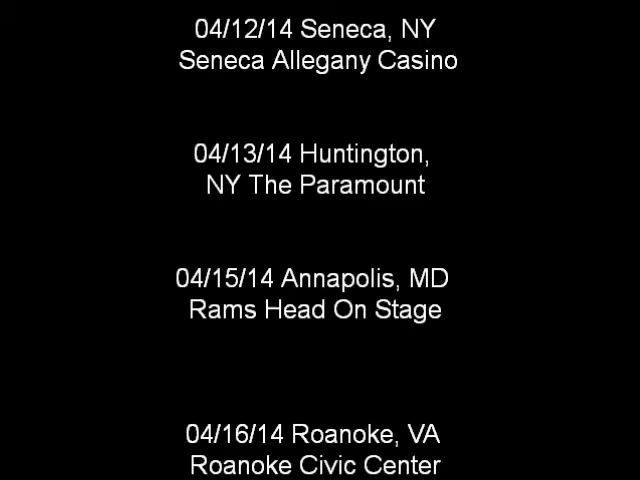 04/12/14 Seneca, NY
Seneca Allegany Casino
04/13/14 Huntington,
NY The Paramount
04/15/14 Annapolis, MD
Rams Head On Stage
04/16/14 Roanoke, VA
Roanoke Civic Center